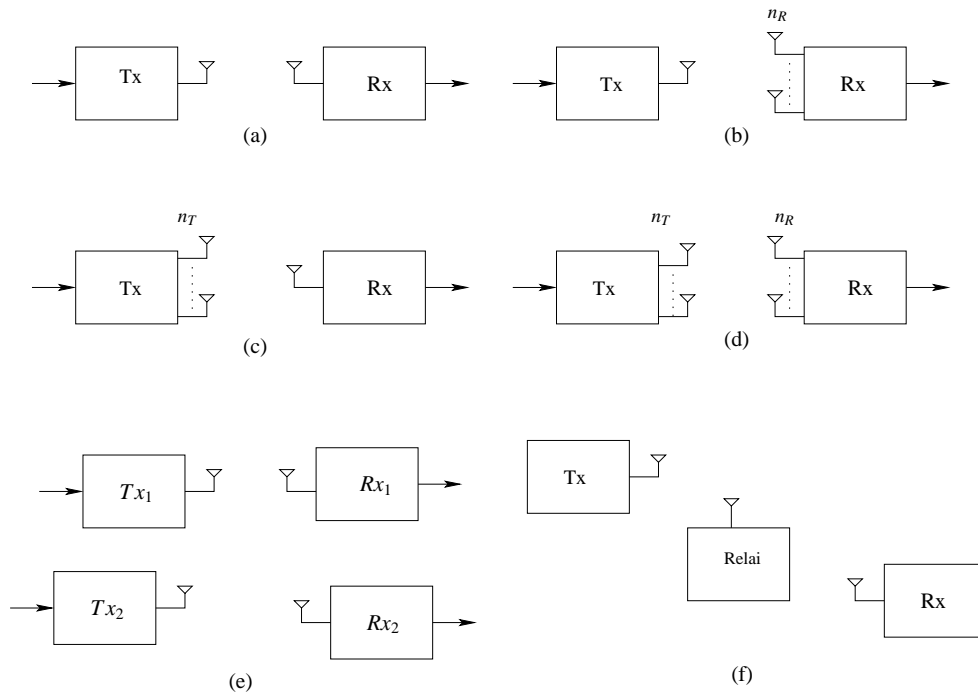 n_R
Tx
Rx
Tx
Rx
(a)
(b)
n_T
n_T
n_R
Tx
Rx
Tx
Rx
(c)
(d)
Tx
Tx_1
Rx_1
Relai
Rx
Tx_2
Rx_2
(e)
(f)